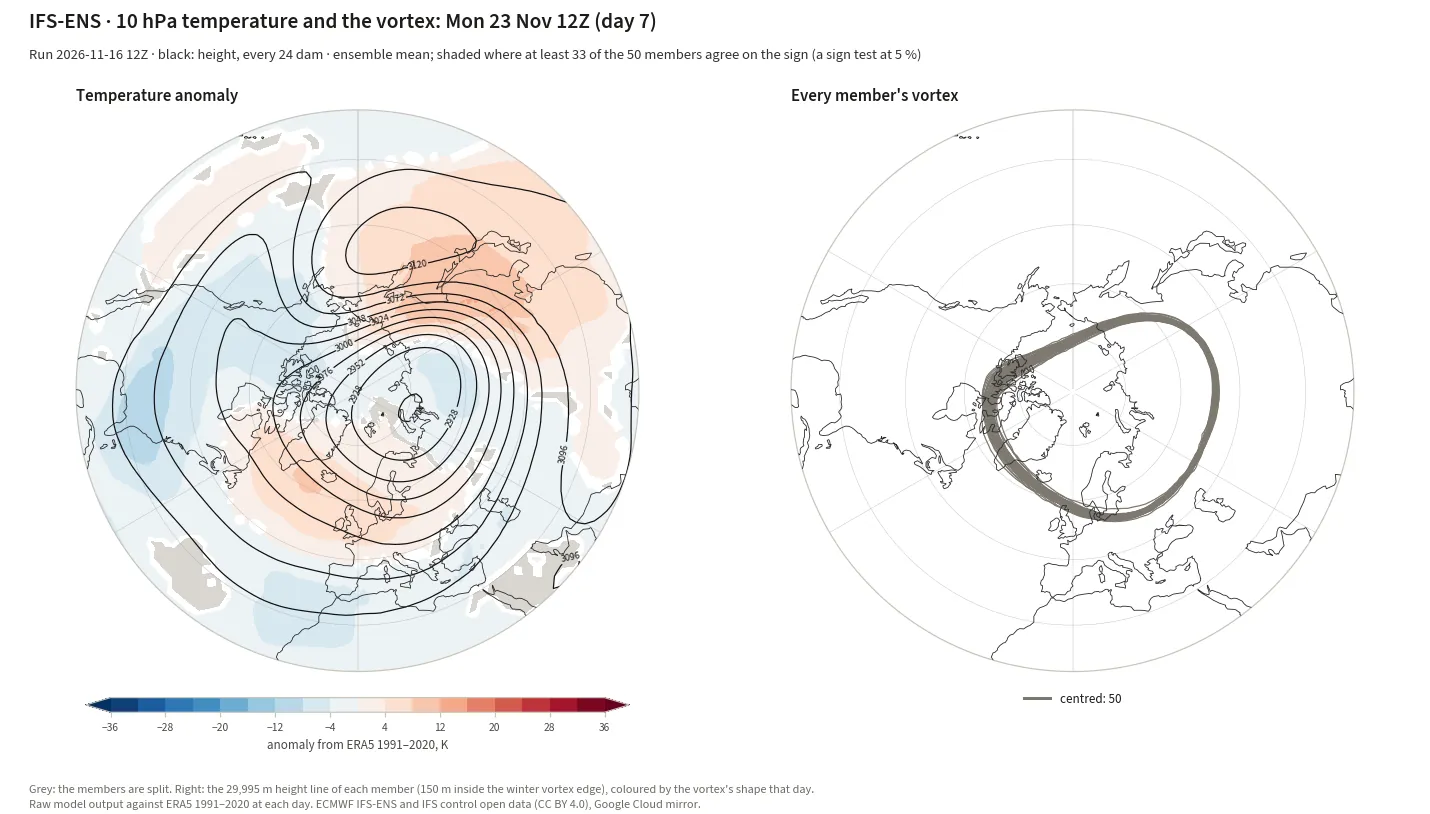 IFS-ENS · 10 hPa temperature and the vortex: Mon 23 Nov 12Z (day 7)
Run 2026-11-16 12Z · black: height, every 24 dam · ensemble mean; shaded where at least 33 of the 50 members agree on the sign (a sign test at 5 %)
Temperature anomaly
Every member's vortex
3120
3072
3048
3024
3000
2976
2952
2928
2928
3096
3096
centred: 50
−36 −28 −20 −12 −4 4 12 20 28 36
anomaly from ERA5 1991–2020, K
Grey: the members are split. Right: the 29,995 m height line of each member (150 m inside the winter vortex edge), coloured by the vortex's shape that day.
Raw model output against ERA5 1991–2020 at each day. ECMWF IFS-ENS and IFS control open data (CC BY 4.0), Google Cloud mirror.